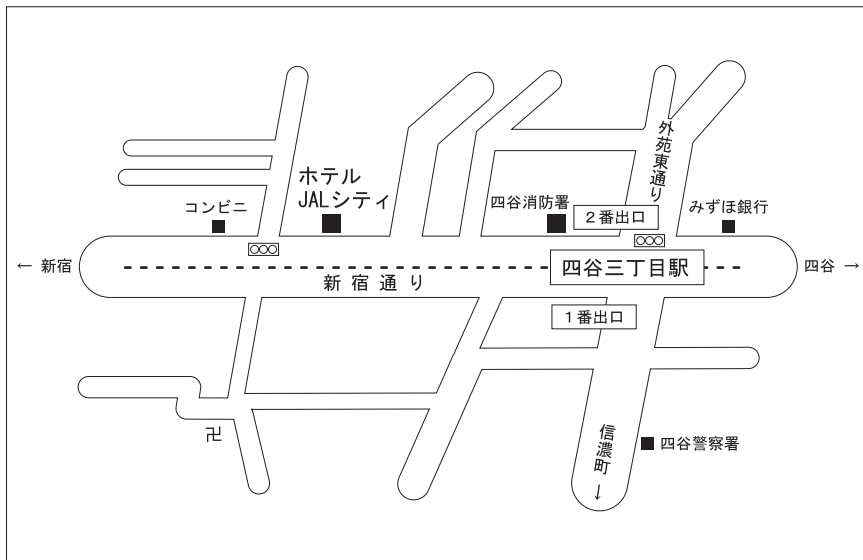 外苑東通り
ホテル
JALシティ
コンビニ
四谷消防署
２番出口
みずほ銀行
← 新宿
四谷三丁目駅
四谷 →
新宿通り
１番出口
卍
信濃町
↓
四谷警察署